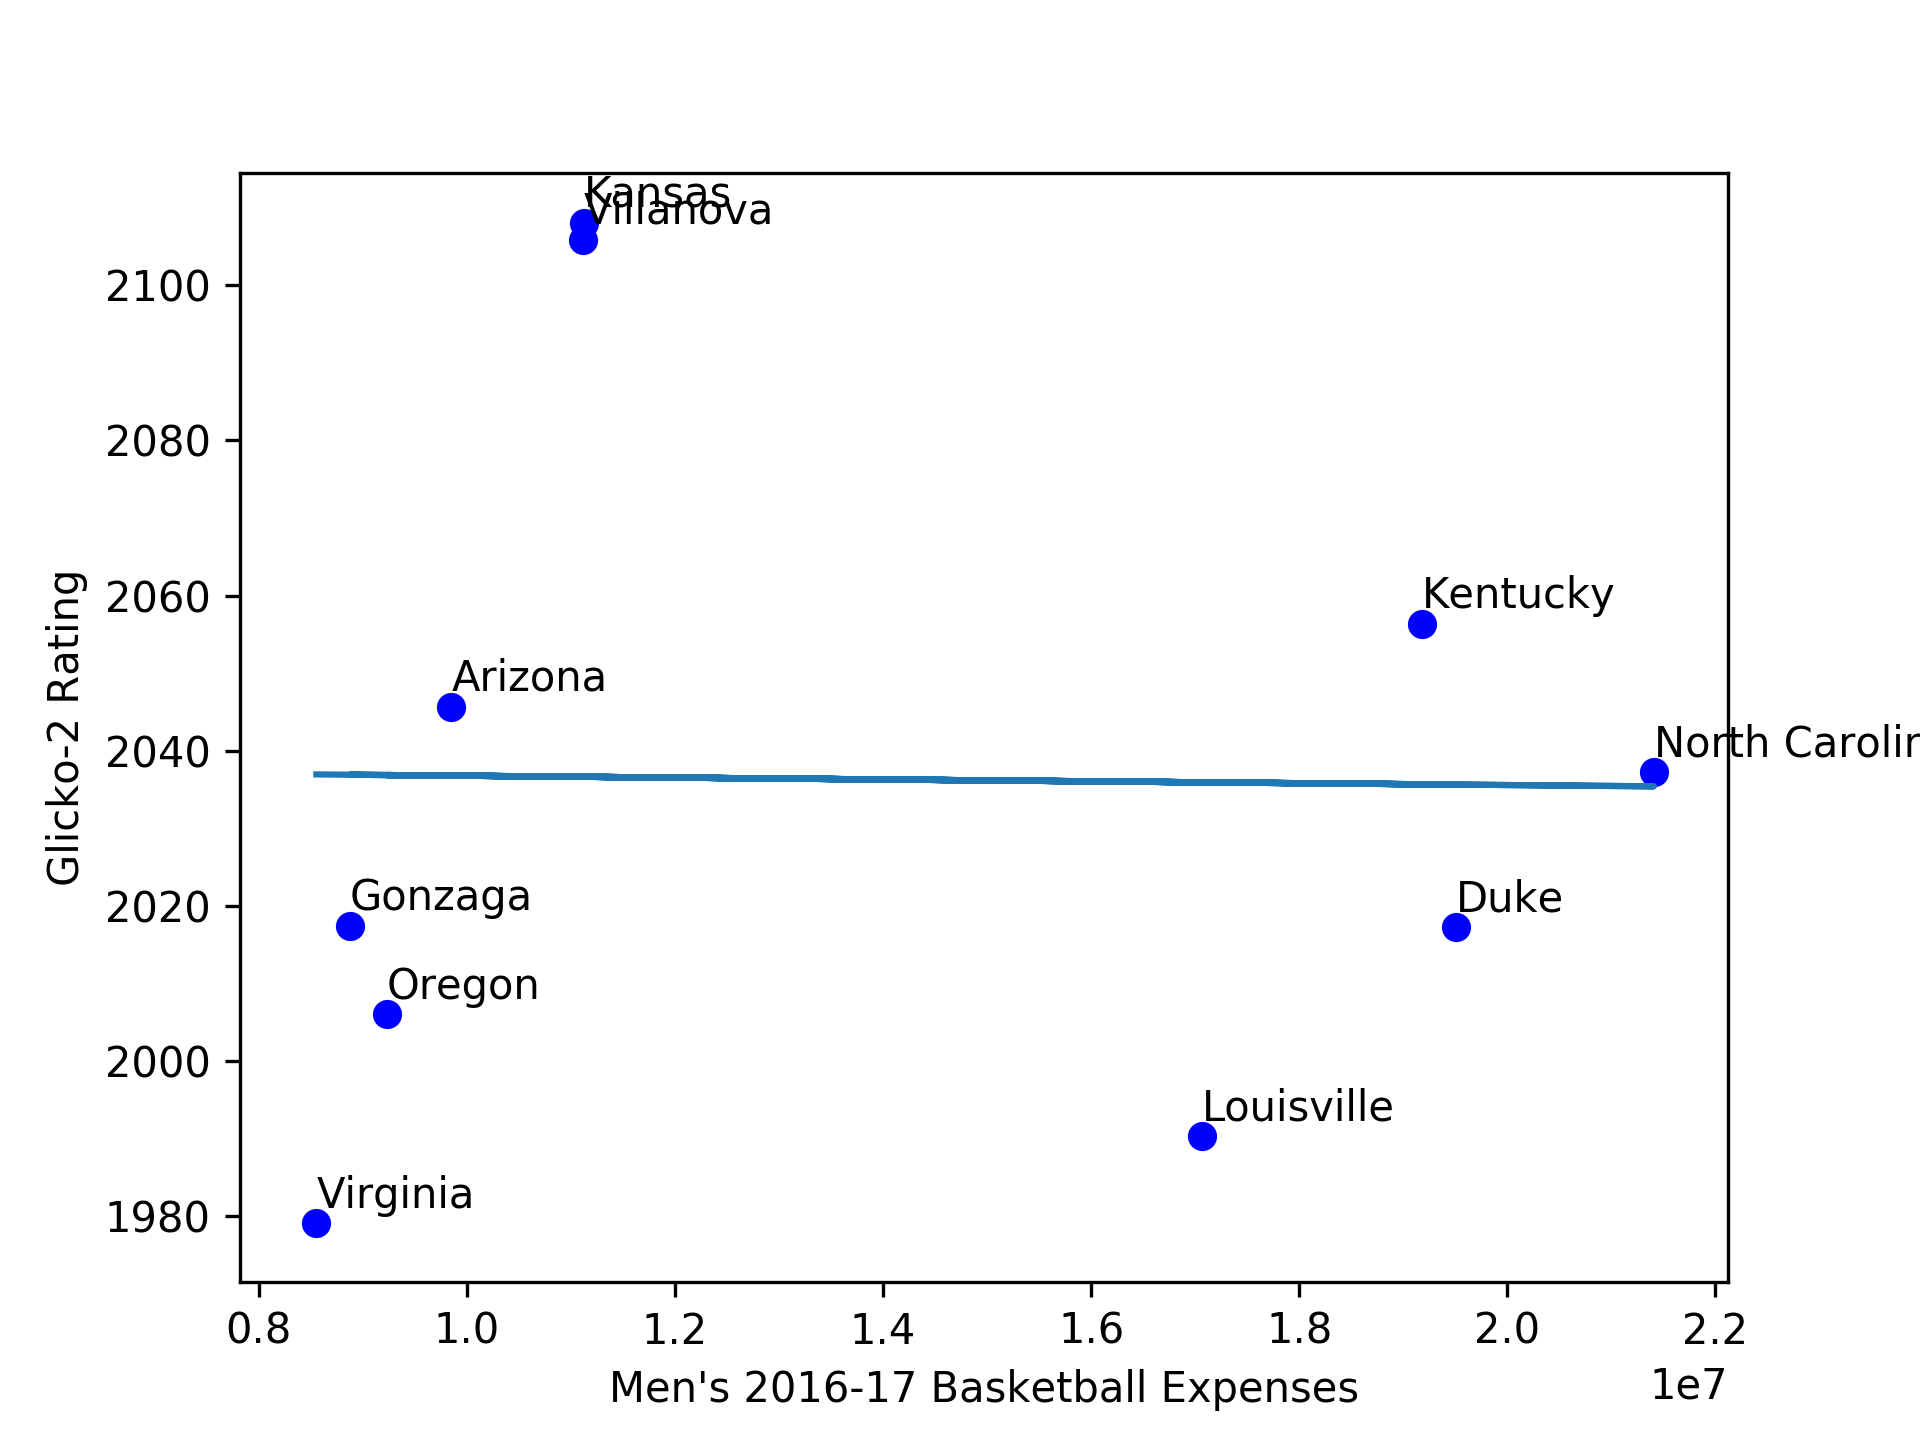 Kansas
Villanova
2100
2080
2060
Kentucky
Arizona
2040
North Carolin
Glicko-2 Rating
2020
Gonzaga
Duke
Oregon
2000
Louisville
Virginia
1980
0.8 1.0 1.2 1.4 1.6 1.8 2.0 2.2
Men's 2016-17 Basketball Expenses
1e7